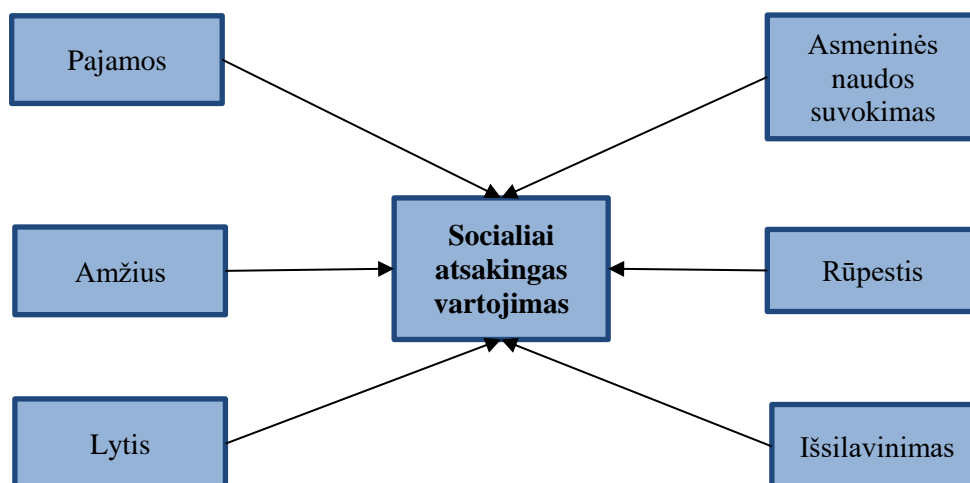 Pajamos
Asmeninės
naudos
suvokimas
Socialiai
atsakingas
vartojimas
Amžius
Rūpestis
Lytis
Išsilavinimas